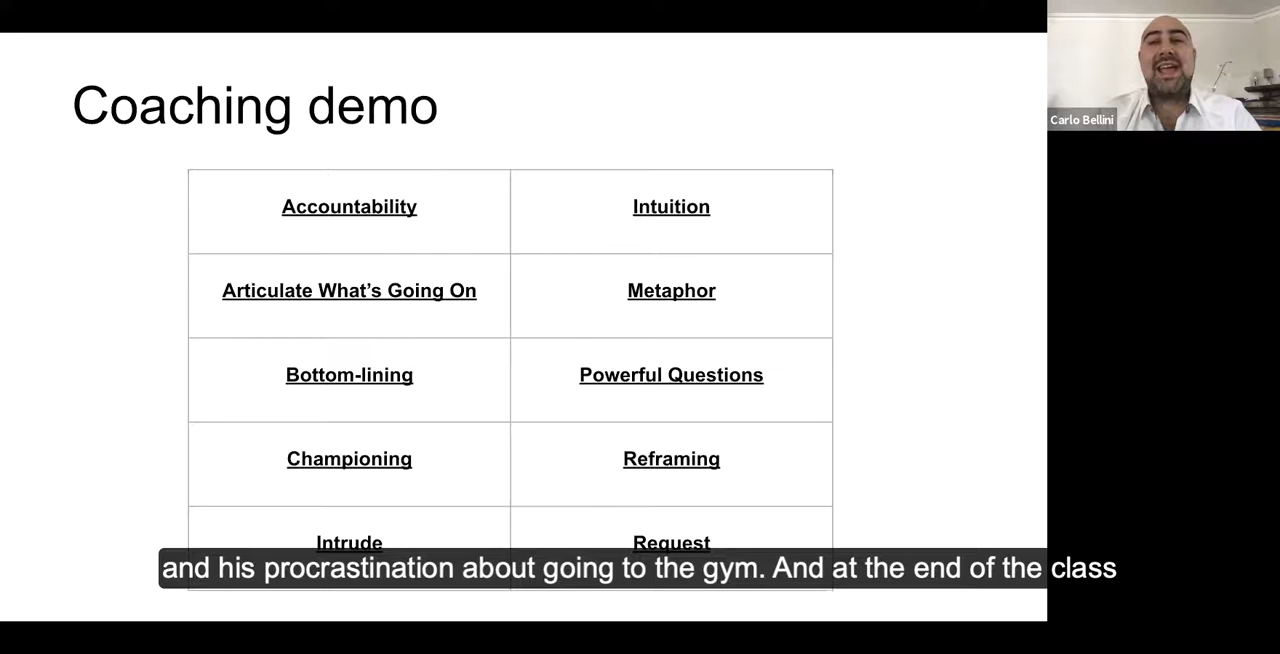 Coaching demo
Carlo Bellini
Accountability
Intuition
Articulate What’s Going On
Metaphor
Bottom-lining
Powerful Questions
Championing
Reframing
Intrude
Request
and his procrastination about going to the gym. And at the end of the class